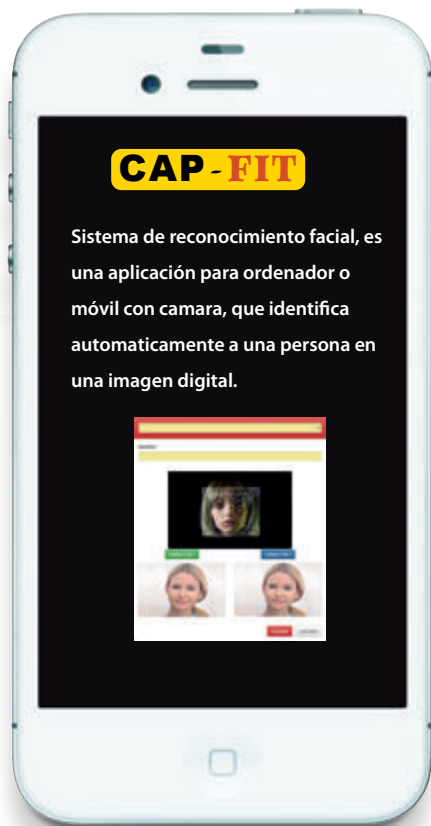 CAP-FIT
Sistema de reconocimiento facial, es
una aplicación para ordenador o
móvil con camara, que identifica
automaticamente a una persona en
una imagen digital.